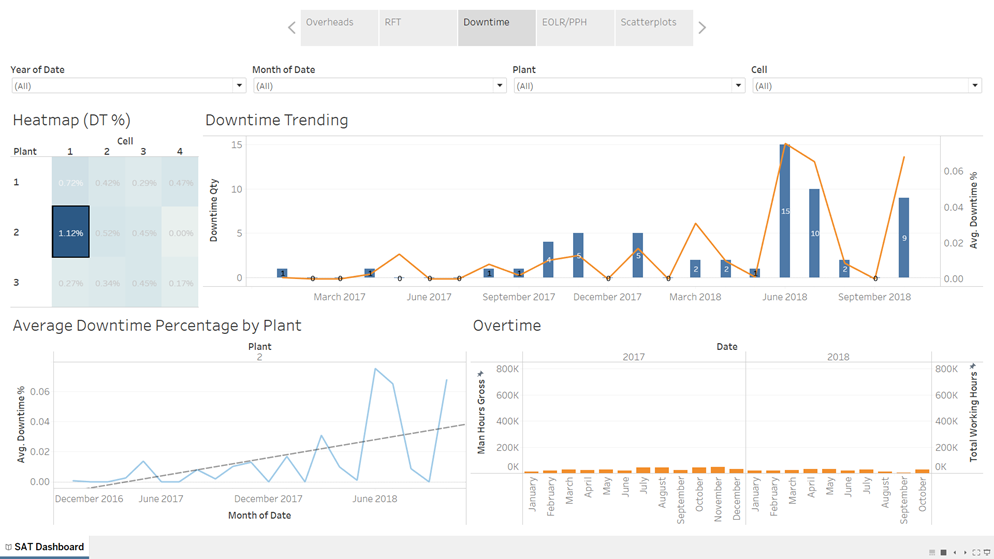 Overheads RFT Downtime EOLR/PPH Scatterplots
Year of Date Month of Date Plant Cell
(All) (All) (All) (All)
Heatmap (DT %)
Cell
Plant 1 2 3 4
1 0.72% 0.42% 0.29% 0.47%
2 1.12% 0.52% 0.45% 0.00%
3 0.27% 0.34% 0.45% 0.17%
Downtime Trending
Downtime Qty
15
10
5
0
1 0 0 1 0 0 0 1 1 4 5 0 5 0 2 2 1 15 10 2 0 9
0.06
0.04
0.02
0.00
Avg. Downtime %
March 2017 June 2017 September 2017 December 2017 March 2018 June 2018 September 2018
Average Downtime Percentage by Plant
Plant
2
Avg. Downtime %
0.06
0.04
0.02
0.00
December 2016 June 2017 December 2017 June 2018
Month of Date
Overtime
Date
2017 2018
Man Hours Gross
800K
600K
400K
200K
0K
800K
600K
400K
200K
0K
Total Working Hours
January February March April May June July August September October November December January February March April May June July August September October
SAT Dashboard